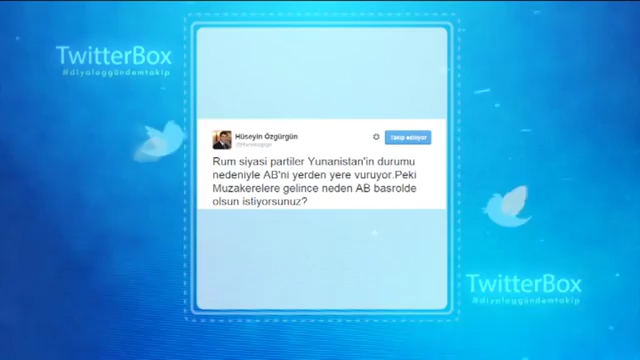 TwitterBox
#diyaloggündemtakip
Hüseyin Özgürgün
Takip ediliyor
Rum siyasi partiler Yunanistan'in durumu
nedeniyle AB'ni yerden yere vuruyor.Peki
Muzakerelere gelince neden AB basrolde
olsun istiyorsunuz?
TwitterBox
#diyaloggündemtakip